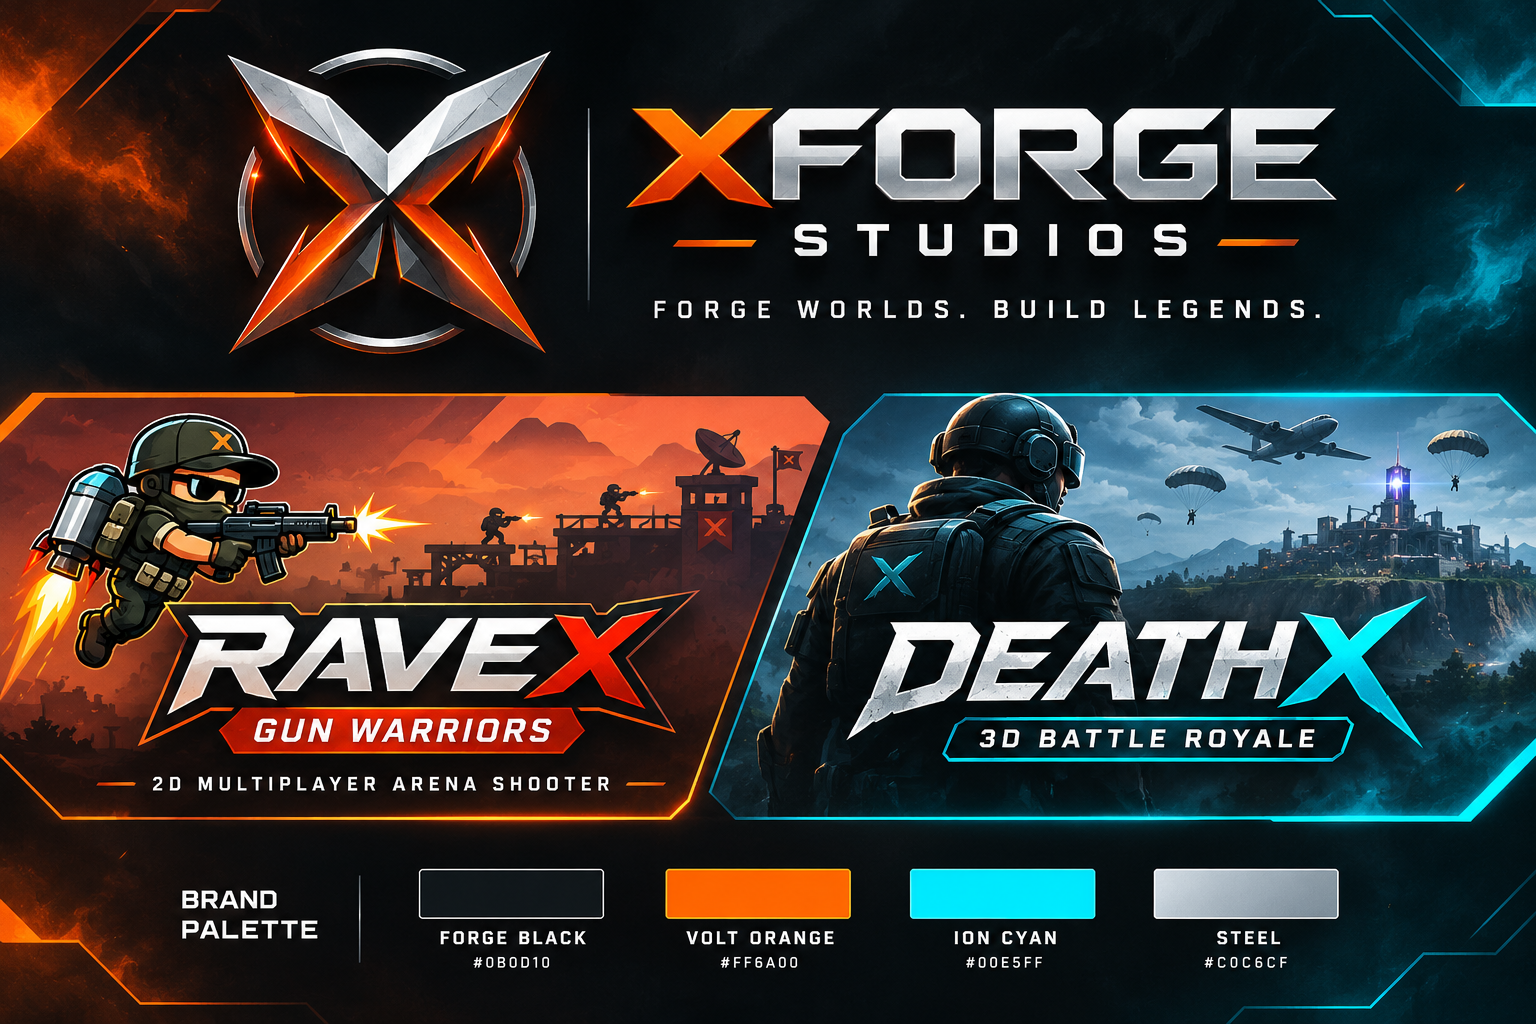 XFORGE
STUDIOS
FORGE WORLDS. BUILD LEGENDS.
RAVEX
GUN WARRIORS
2D MULTIPLAYER ARENA SHOOTER
DEATHX
3D BATTLE ROYALE
BRAND
PALETTE
FORGE BLACK
#0B0D10
VOLT ORANGE
#FF6A00
ION CYAN
#00E5FF
STEEL
#C0C6CF